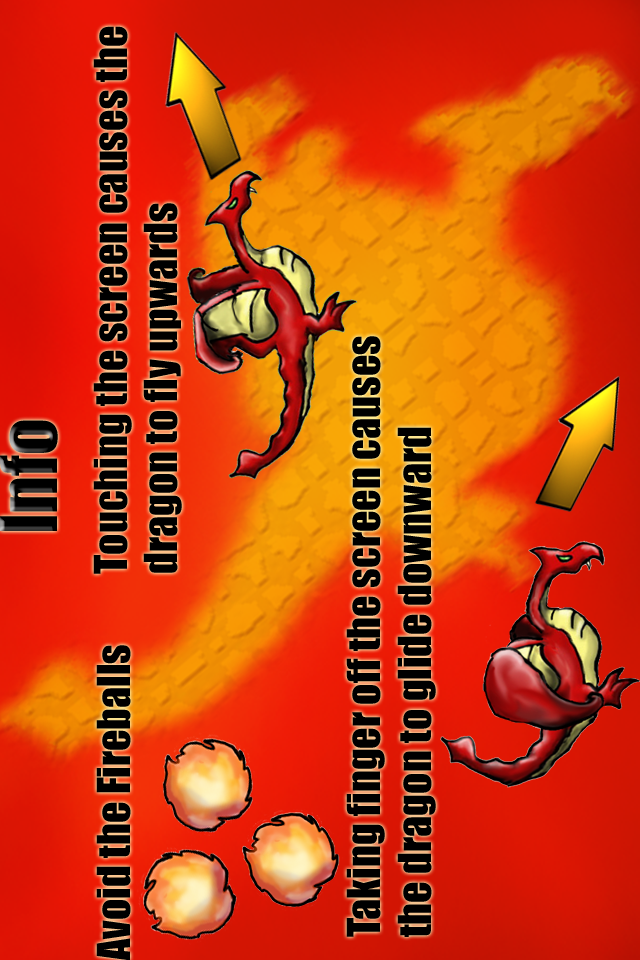 Info
Avoid the Fireballs
Touching the screen causes the
dragon to fly upwards
Taking finger off the screen causes
the dragon to glide downward